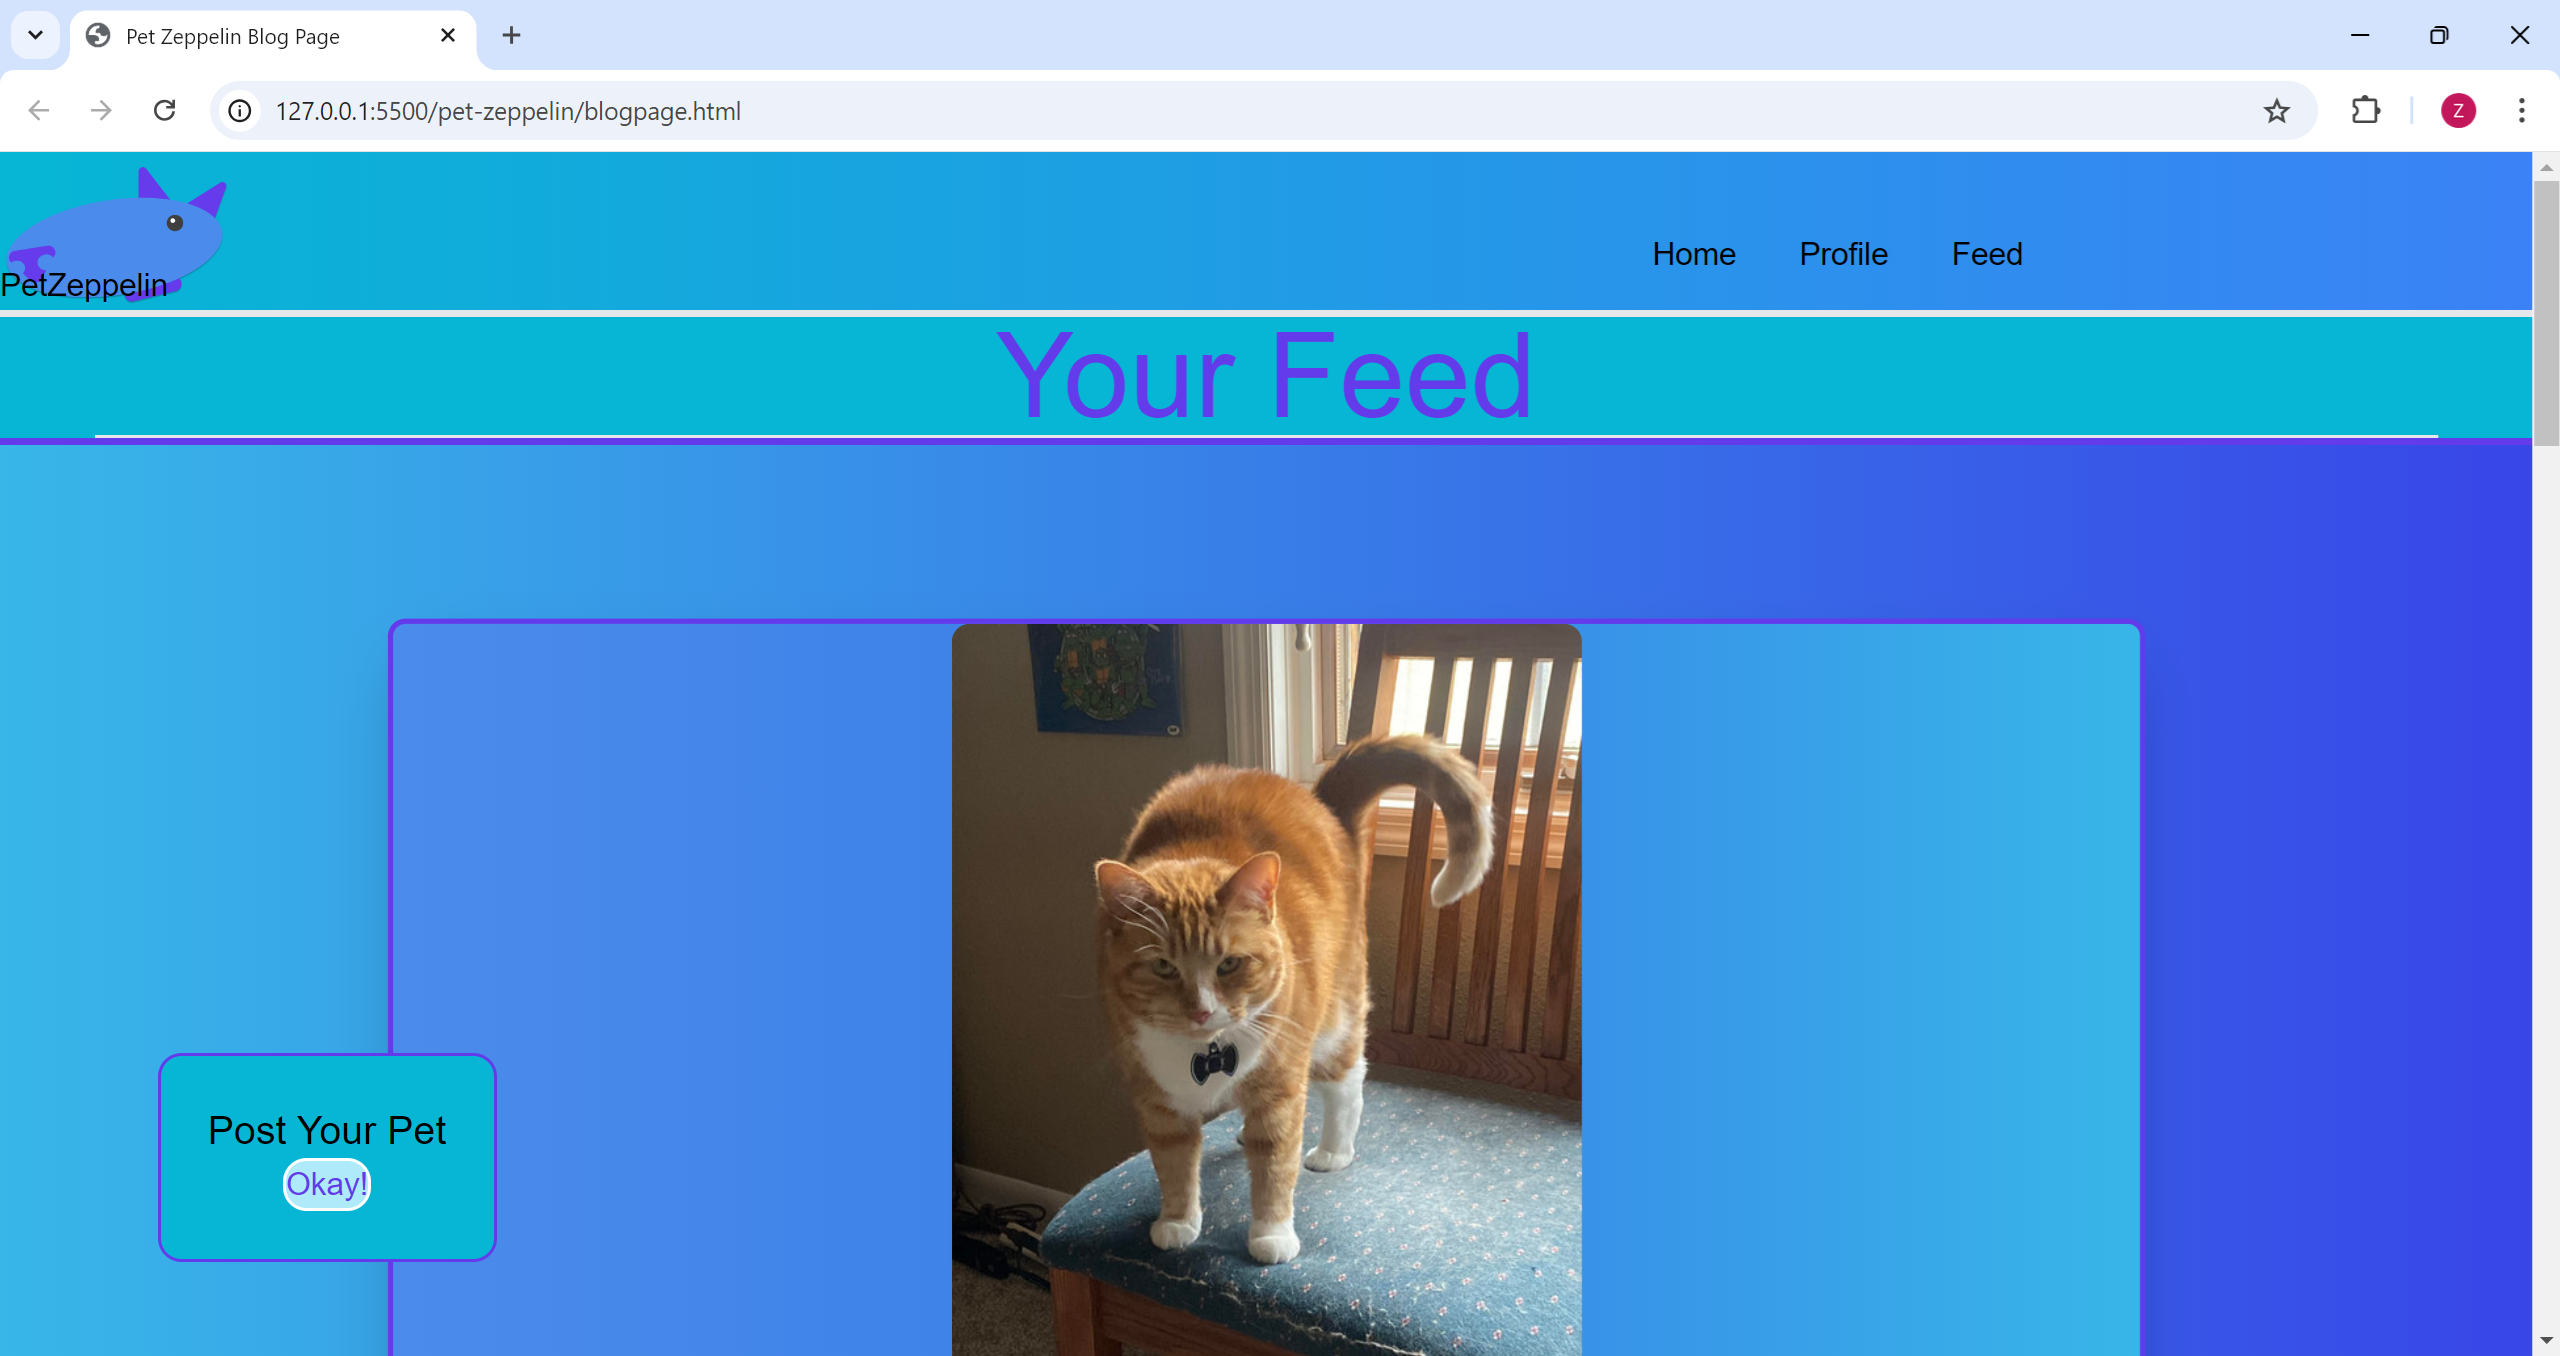 Pet Zeppelin Blog Page
127.0.0.1:5500/pet-zeppelin/blogpage.html
Z
PetZeppelin
Home Profile Feed
Your Feed
Post Your Pet
Okay!